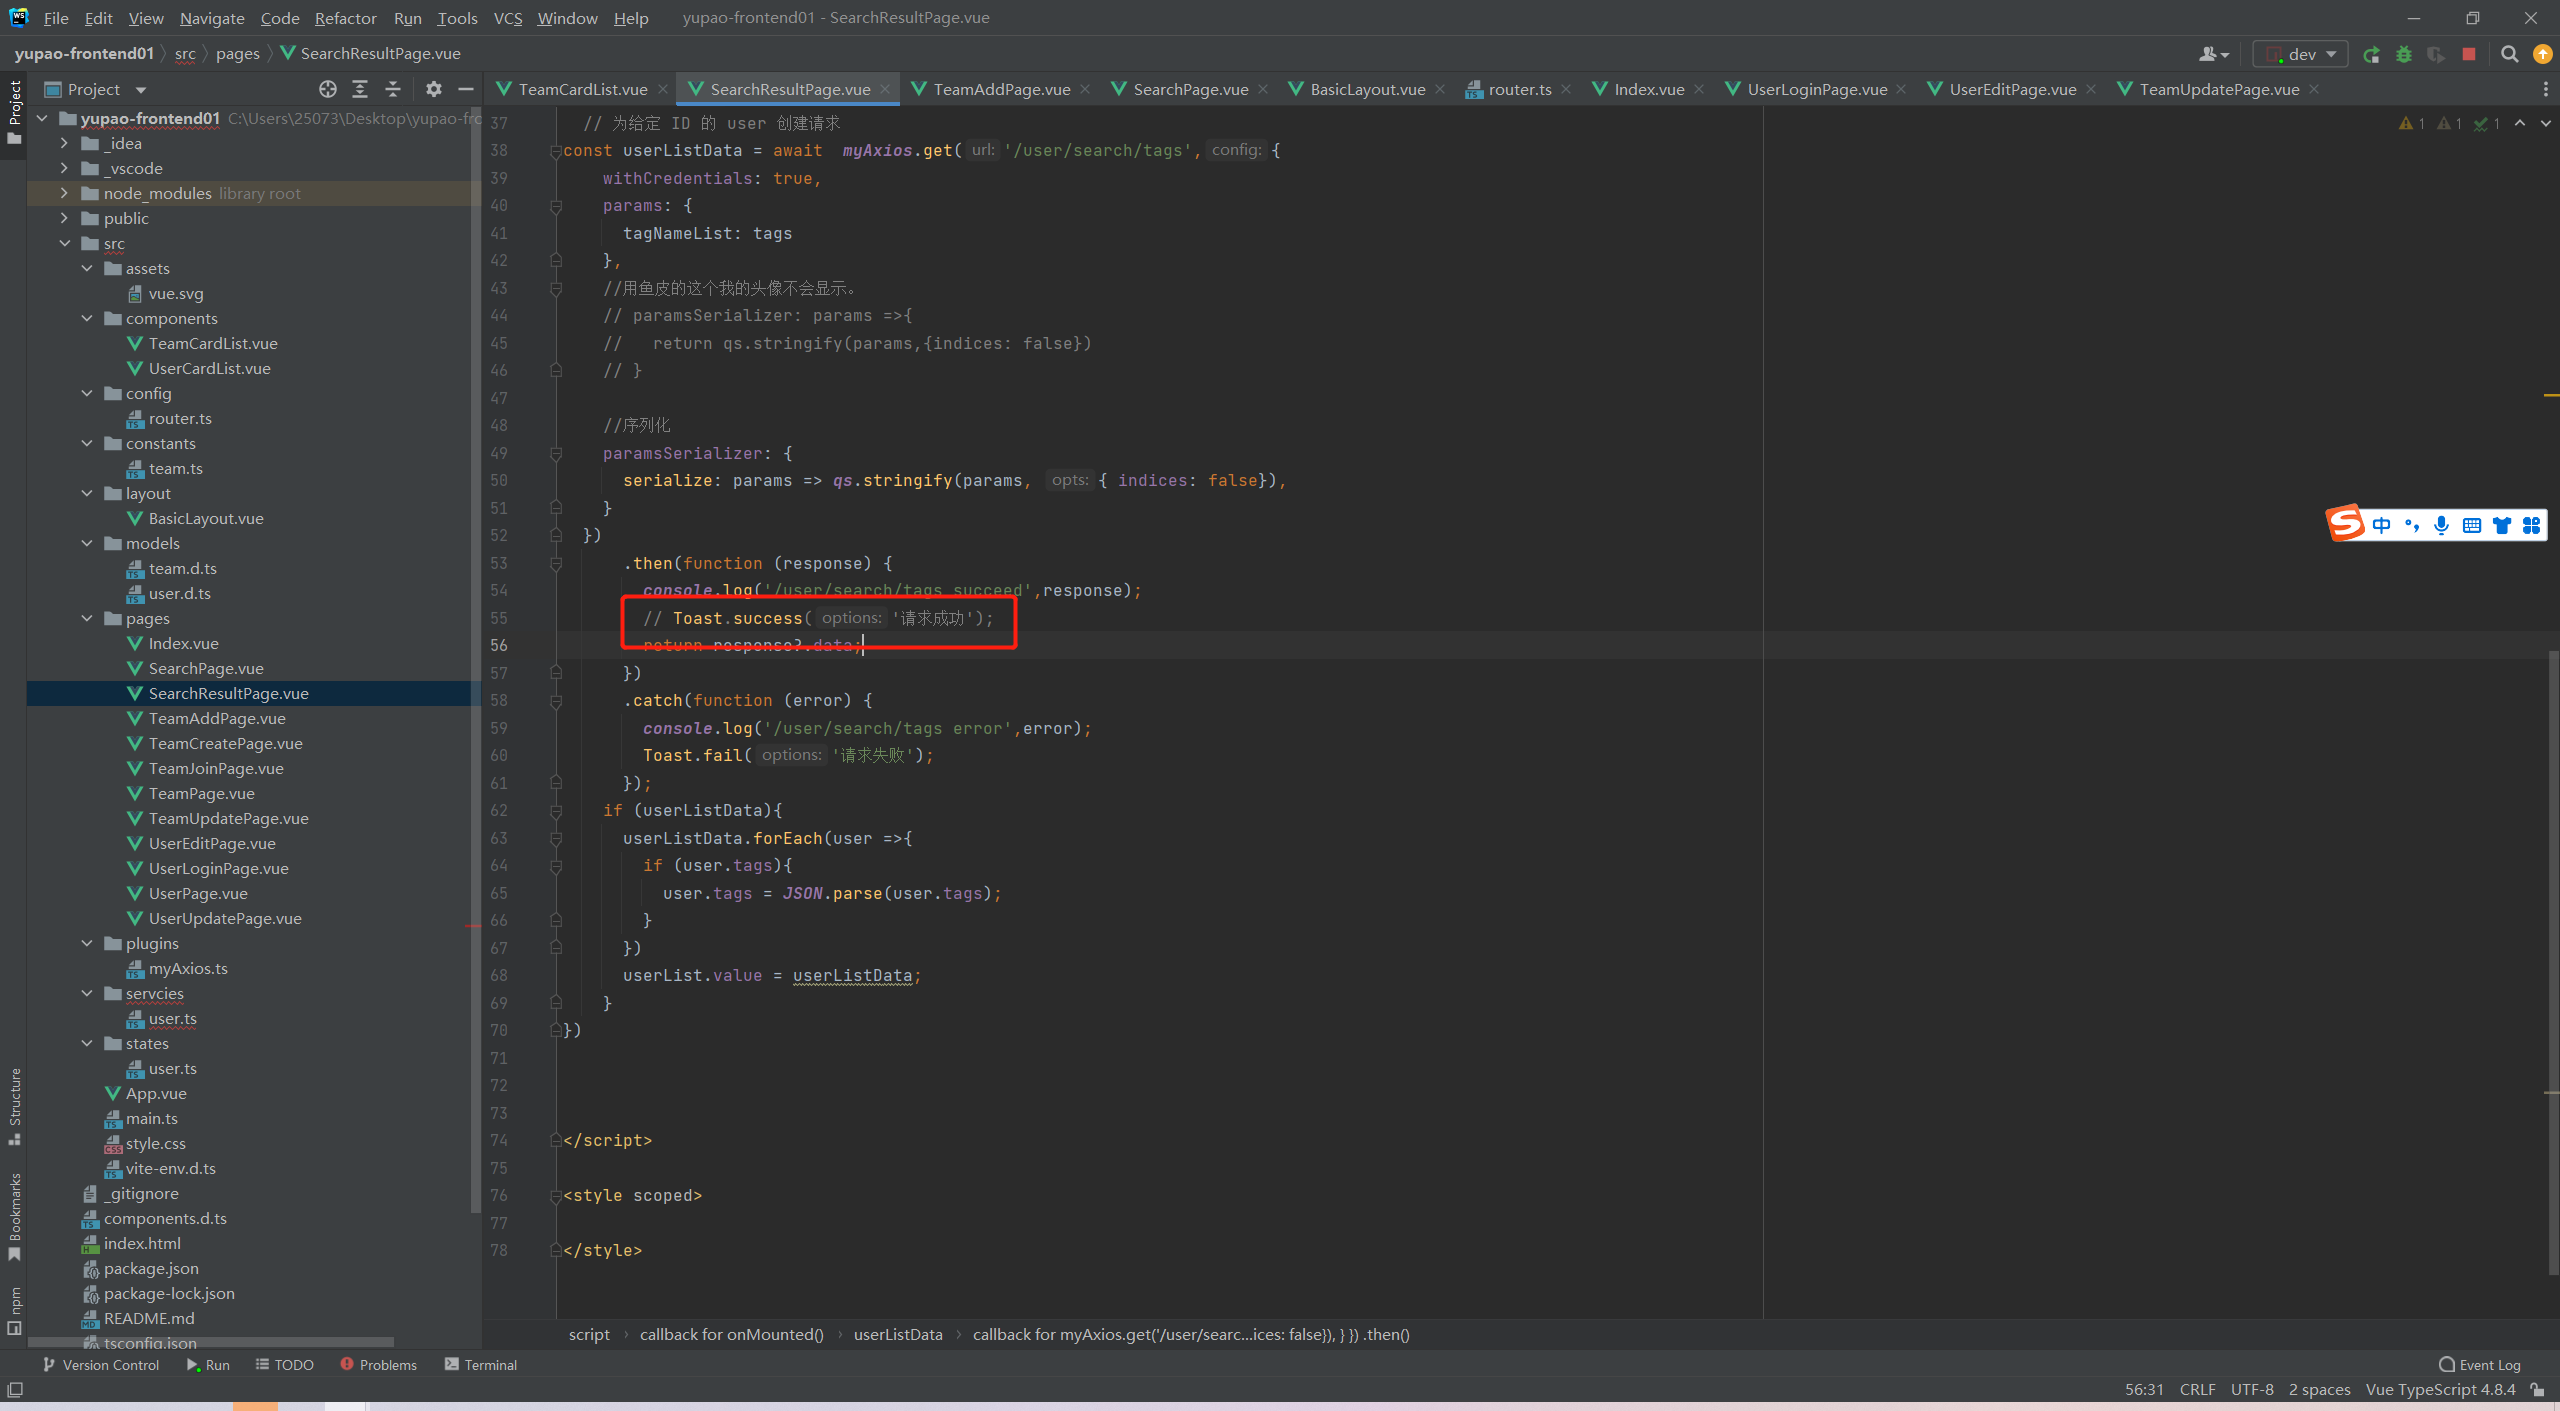 File Edit View Navigate Code Refactor Run Tools VCS Window Help yupao-frontend01 - SearchResultPage.vue
yupao-frontend01 src pages SearchResultPage.vue
dev
Project
TeamCardList.vue SearchResultPage.vue TeamAddPage.vue SearchPage.vue BasicLayout.vue router.ts Index.vue UserLoginPage.vue UserEditPage.vue TeamUpdatePage.vue
Project
Structure
Bookmarks
npm
yupao-frontend01 C:\Users\25073\Desktop\yupao-frc
_idea
_vscode
node_modules library root
public
src
assets
vue.svg
components
TeamCardList.vue
UserCardList.vue
config
router.ts
constants
team.ts
layout
BasicLayout.vue
models
team.d.ts
user.d.ts
pages
Index.vue
SearchPage.vue
SearchResultPage.vue
TeamAddPage.vue
TeamCreatePage.vue
TeamJoinPage.vue
TeamPage.vue
TeamUpdatePage.vue
UserEditPage.vue
UserLoginPage.vue
UserPage.vue
UserUpdatePage.vue
plugins
myAxios.ts
servcies
user.ts
states
user.ts
App.vue
main.ts
style.css
vite-env.d.ts
_gitignore
components.d.ts
index.html
package.json
package-lock.json
README.md
tsconfig.json
1 1 1
37 // 为给定 ID 的 user 创建请求
38 const userListData = await myAxios.get( url: '/user/search/tags', config: {
39 withCredentials: true,
40 params: {
41 tagNameList: tags
42 },
43 //用鱼皮的这个我的头像不会显示。
44 // paramsSerializer: params =>{
45 // return qs.stringify(params,{indices: false})
46 // }
47
48 //序列化
49 paramsSerializer: {
50 serialize: params => qs.stringify(params, opts: { indices: false}),
51 }
52 })
53 .then(function (response) {
54 console.log('/user/search/tags succeed',response);
55 // Toast.success( options: '请求成功');
56 return response?.data;
57 })
58 .catch(function (error) {
59 console.log('/user/search/tags error',error);
60 Toast.fail( options: '请求失败');
61 });
62 if (userListData){
63 userListData.forEach(user =>{
64 if (user.tags){
65 user.tags = JSON.parse(user.tags);
66 }
67 })
68 userList.value = userListData;
69 }
70 })
71
72
73
74 </script>
75
76 <style scoped>
77
78 </style>
中
script callback for onMounted() userListData callback for myAxios.get('/user/searc...ices: false}), } }) .then()
Version Control Run TODO Problems Terminal Event Log
56:31 CRLF UTF-8 2 spaces Vue TypeScript 4.8.4